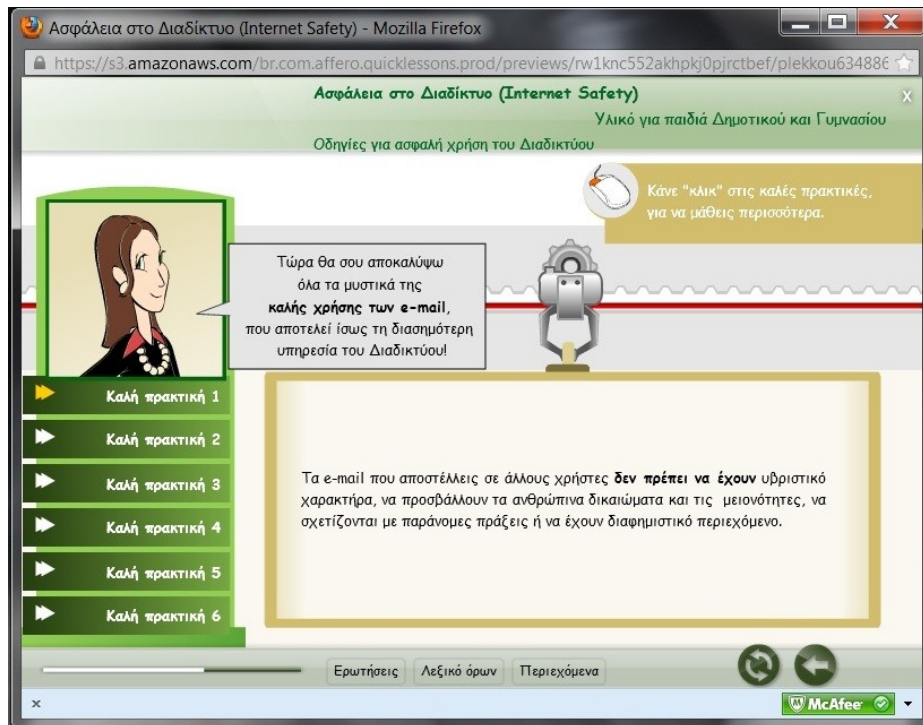 Ασφάλεια στο Διαδίκτυο (Internet Safety) - Mozilla Firefox
https://s3.amazonaws.com/br.com.affero.quicklessons.prod/previews/rw1knc552akhpkj0pjrctbef/plekkou634886
Ασφάλεια στο Διαδίκτυο (Internet Safety)
X
Υλικό για παιδιά Δημοτικού και Γυμνασίου
Οδηγίες για ασφαλή χρήση του Διαδικτύου
Κάνε "κλικ" στις καλές πρακτικές,
για να μάθεις περισσότερα.
Τώρα θα σου αποκαλύψω
όλα τα μυστικά της
καλής χρήσης των e-mail,
που αποτελεί ίσως τη διασημότερη
υπηρεσία του Διαδικτύου!
Καλή πρακτική 1
Καλή πρακτική 2
Καλή πρακτική 3
Καλή πρακτική 4
Καλή πρακτική 5
Καλή πρακτική 6
Τα e-mail που αποστέλλεις σε άλλους χρήστες δεν πρέπει να έχουν υβριστικό
χαρακτήρα, να προσβάλλουν τα ανθρώπινα δικαιώματα και τις μειονότητες, να
σχετίζονται με παράνομες πράξεις ή να έχουν διαφημιστικό περιεχόμενο.
Ερωτήσεις
Λεξικό όρων
Περιεχόμενα
x
McAfee